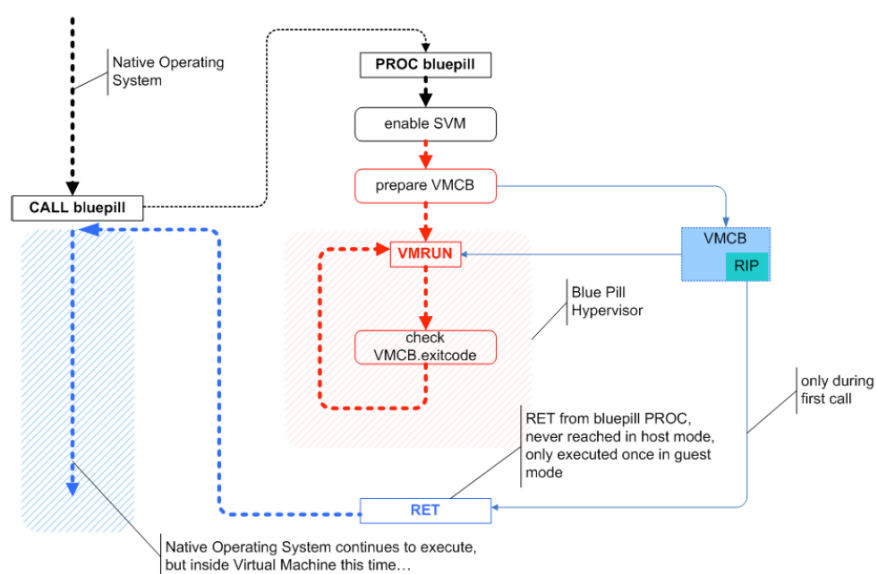 Native Operating
System
PROC bluepill
enable SVM
prepare VMCB
CALL bluepill
VMRUN
VMCB
RIP
Blue Pill
Hypervisor
check
VMCB.exitcode
only during
first call
RET from bluepill PROC,
never reached in host mode,
only executed once in guest
mode
RET
Native Operating System continues to execute,
but inside Virtual Machine this time…